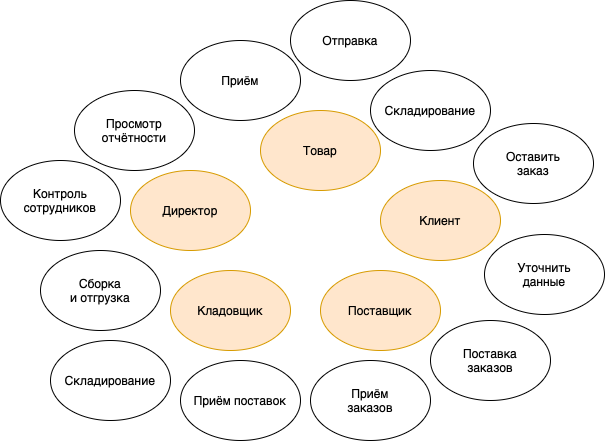 Отправка
Приём
Складирование
Просмотр
отчётности
Товар
Оставить
заказ
Контроль
сотрудников
Директор
Клиент
Уточнить
данные
Сборка
и отгрузка
Кладовщик
Поставщик
Поставка
заказов
Складирование
Приём поставок
Приём
заказов